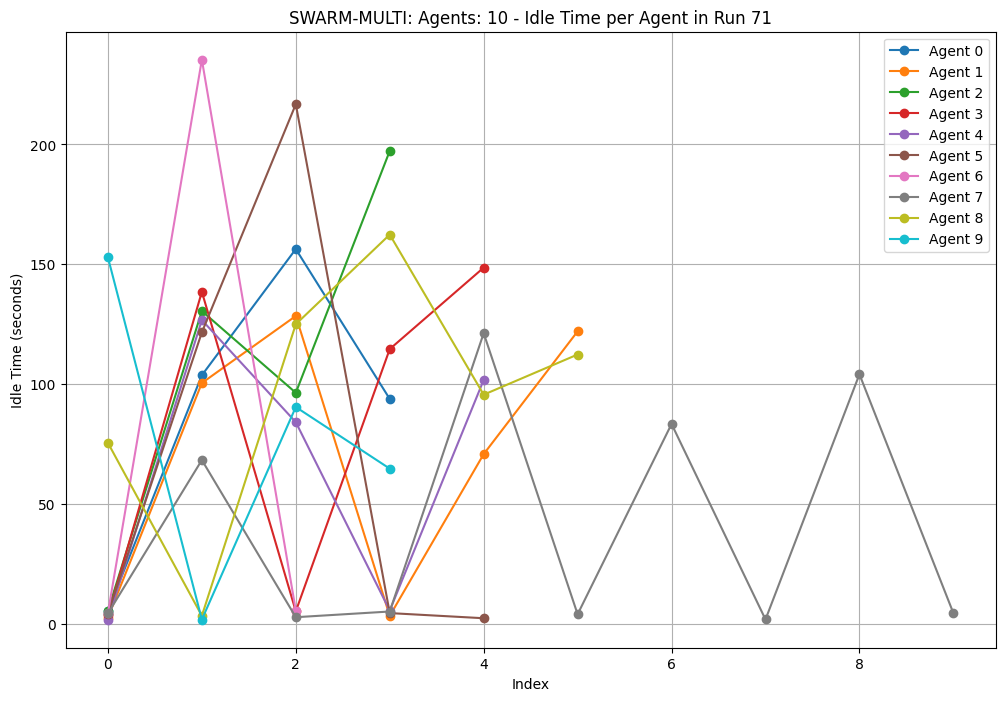 SWARM-MULTI: Agents: 10 - Idle Time per Agent in Run 71
Idle Time (seconds)
200
150
100
50
0
0
2
4
6
8
Index
Agent 0
Agent 1
Agent 2
Agent 3
Agent 4
Agent 5
Agent 6
Agent 7
Agent 8
Agent 9